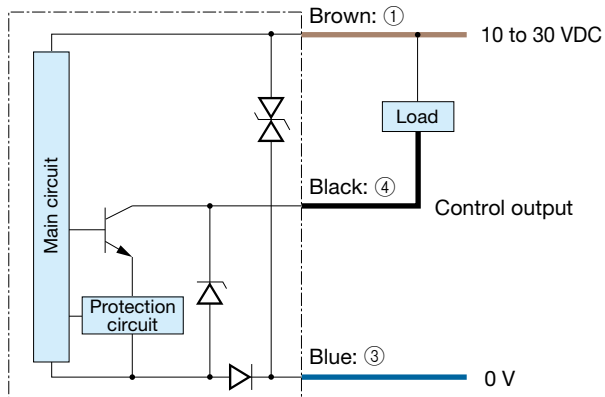 Brown: ①
10 to 30 VDC
Load
Main circuit
Black: ④
Control output
Protection
circuit
Blue: ③
0 V